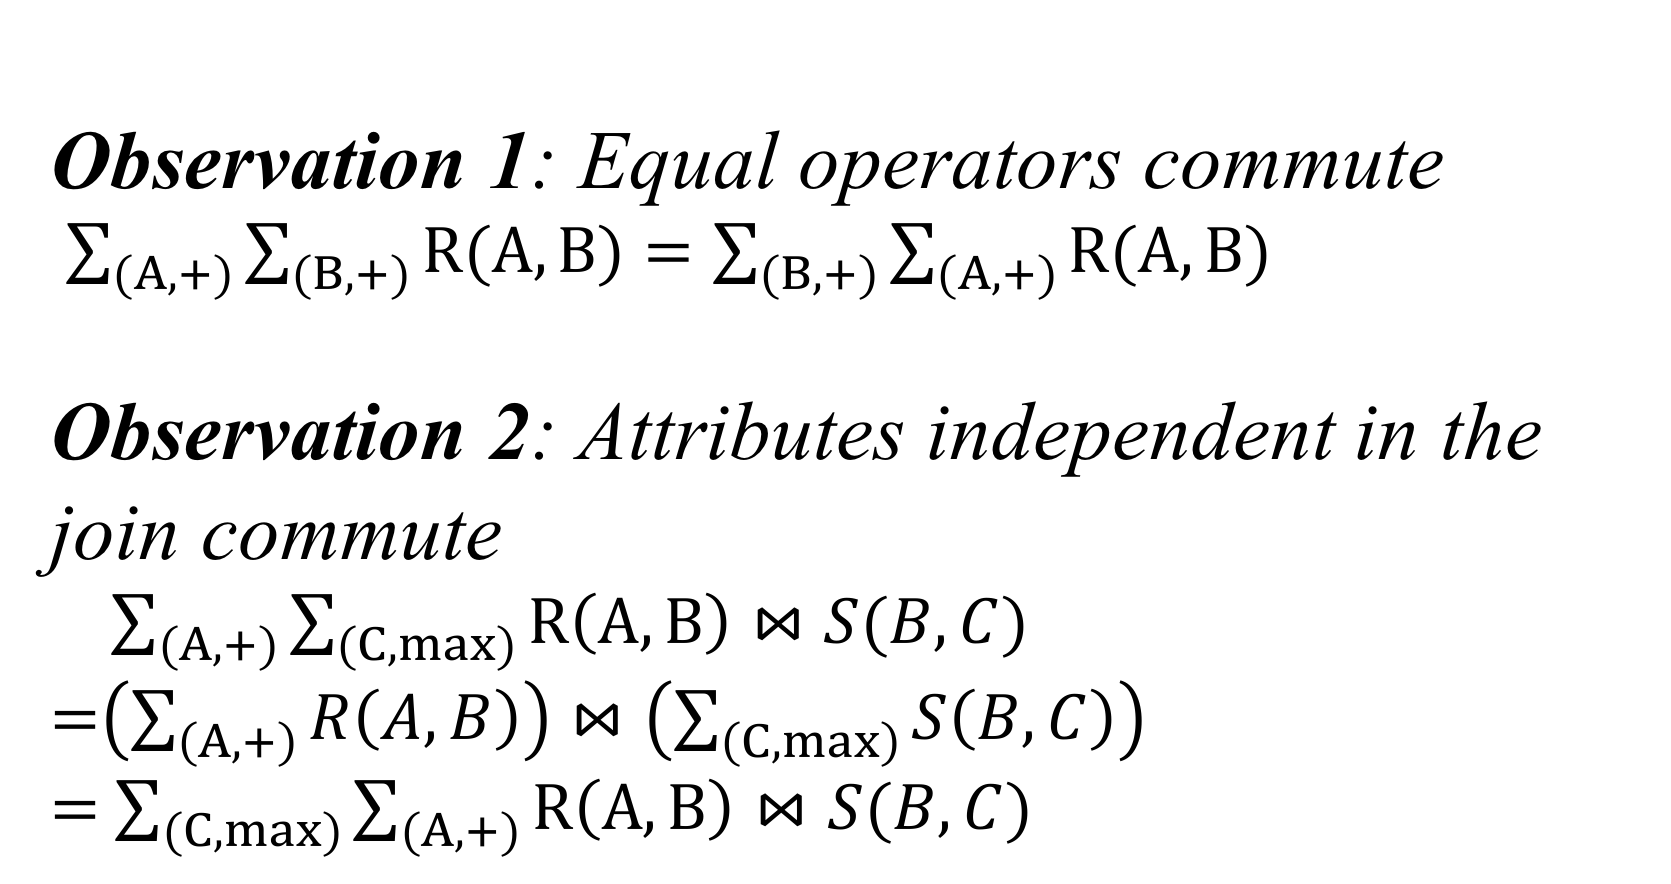 Observation 1: Equal operators commute
∑(A,+) ∑(B,+) R(A, B) = ∑(B,+) ∑(A,+) R(A, B)
Observation 2: Attributes independent in the
join commute
∑(A,+) ∑(C,max) R(A, B) ⋈ S(B, C)
=(∑(A,+) R(A, B)) ⋈ (∑(C,max) S(B, C))
= ∑(C,max) ∑(A,+) R(A, B) ⋈ S(B, C)